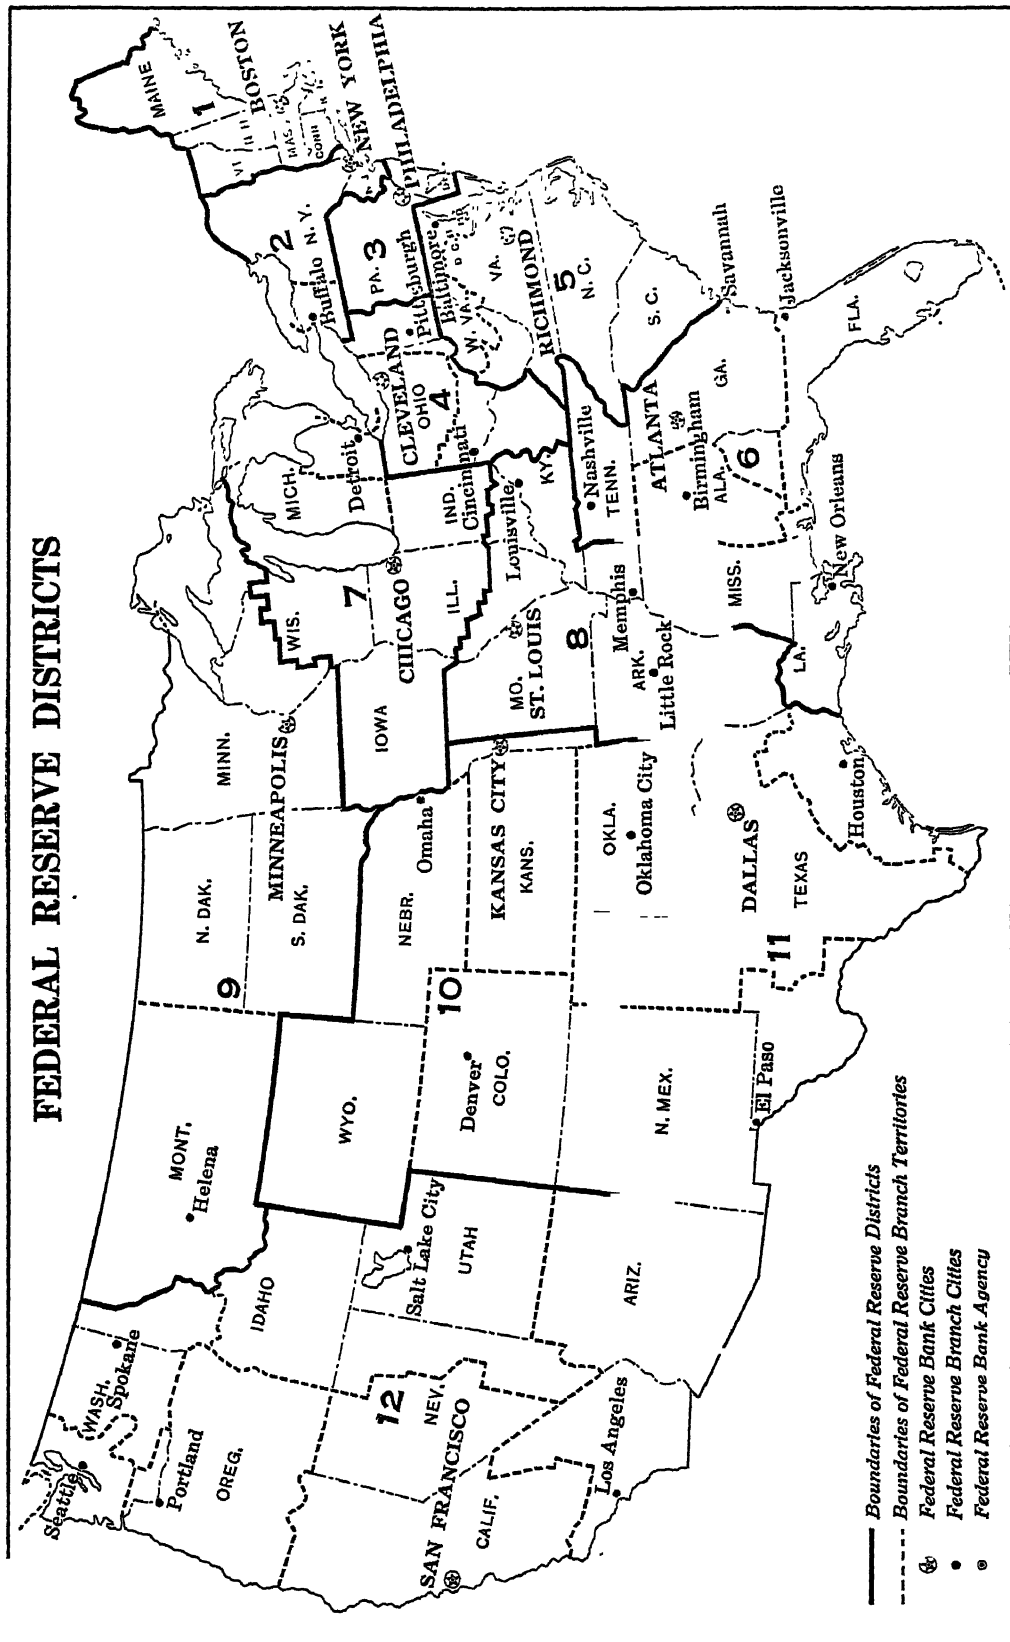 FEDERAL RESERVE DISTRICTS
Seattle
WASH.
Spokane
Portland
OREG.
IDAHO
MONT.
Helena
N. DAK.
9
S. DAK.
MINN.
MINNEAPOLIS
WIS.
MICH.
Detroit
7
CHICAGO
IOWA
ILL.
IND.
WYO.
NEBR.
Omaha
10
Denver
COLO.
KANSAS CITY
KANS.
MO.
ST. LOUIS
8
Louisville
KY.
Cincinnati
CLEVELAND
OHIO
4
Pittsburgh
PA.
3
Buffalo
N. Y.
2
MAINE
1
BOSTON
VT
N H
MAS.
CONN
R I
NEW YORK
N J
PHILADELPHIA
Baltimore
D C
MD
W. VA.
VA.
RICHMOND
5
N. C.
S. C.
12
NEV.
SAN FRANCISCO
CALIF.
Los Angeles
Salt Lake City
UTAH
ARIZ.
N. MEX.
El Paso
OKLA.
Oklahoma City
DALLAS
TEXAS
11
Houston
ARK.
Little Rock
Memphis
Nashville
TENN.
ATLANTA
Birmingham
ALA.
6
GA.
MISS.
LA.
New Orleans
Savannah
Jacksonville
FLA.
Boundaries of Federal Reserve Districts
Boundaries of Federal Reserve Branch Territories
Federal Reserve Bank Cities
Federal Reserve Branch Cities
Federal Reserve Bank Agency